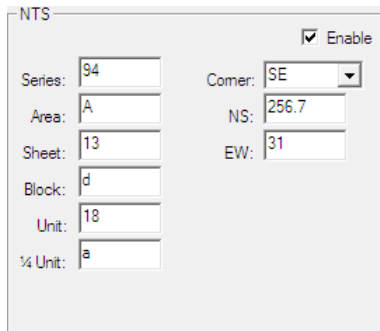 NTS
Enable
Series: 94 Corner: SE
Area: A NS: 256.7
Sheet: 13 EW: 31
Block: d
Unit: 18
¼ Unit: a